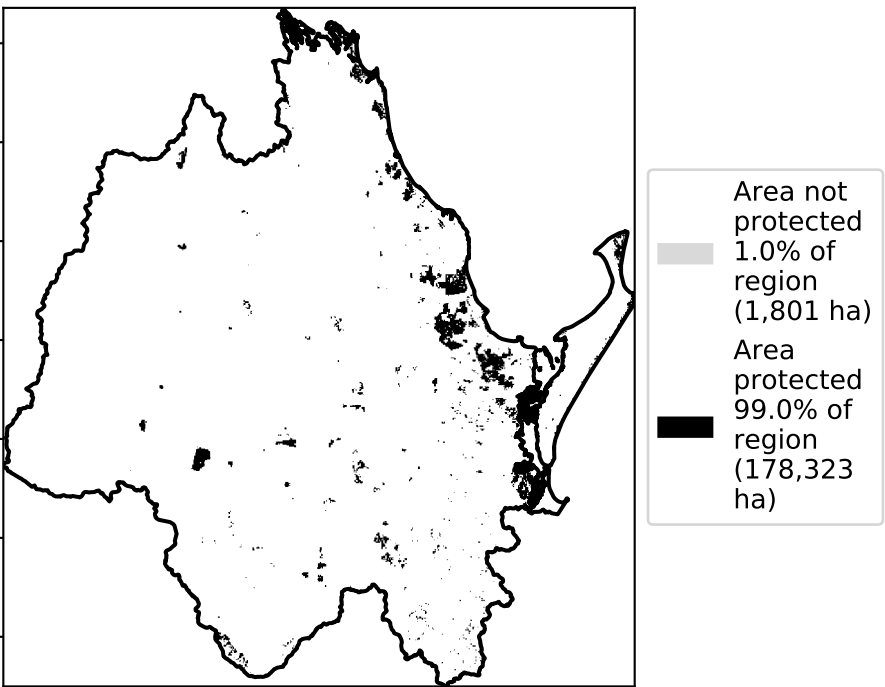 Area not
protected
1.0% of
region
(1,801 ha)
Area
protected
99.0% of
region
(178,323
ha)